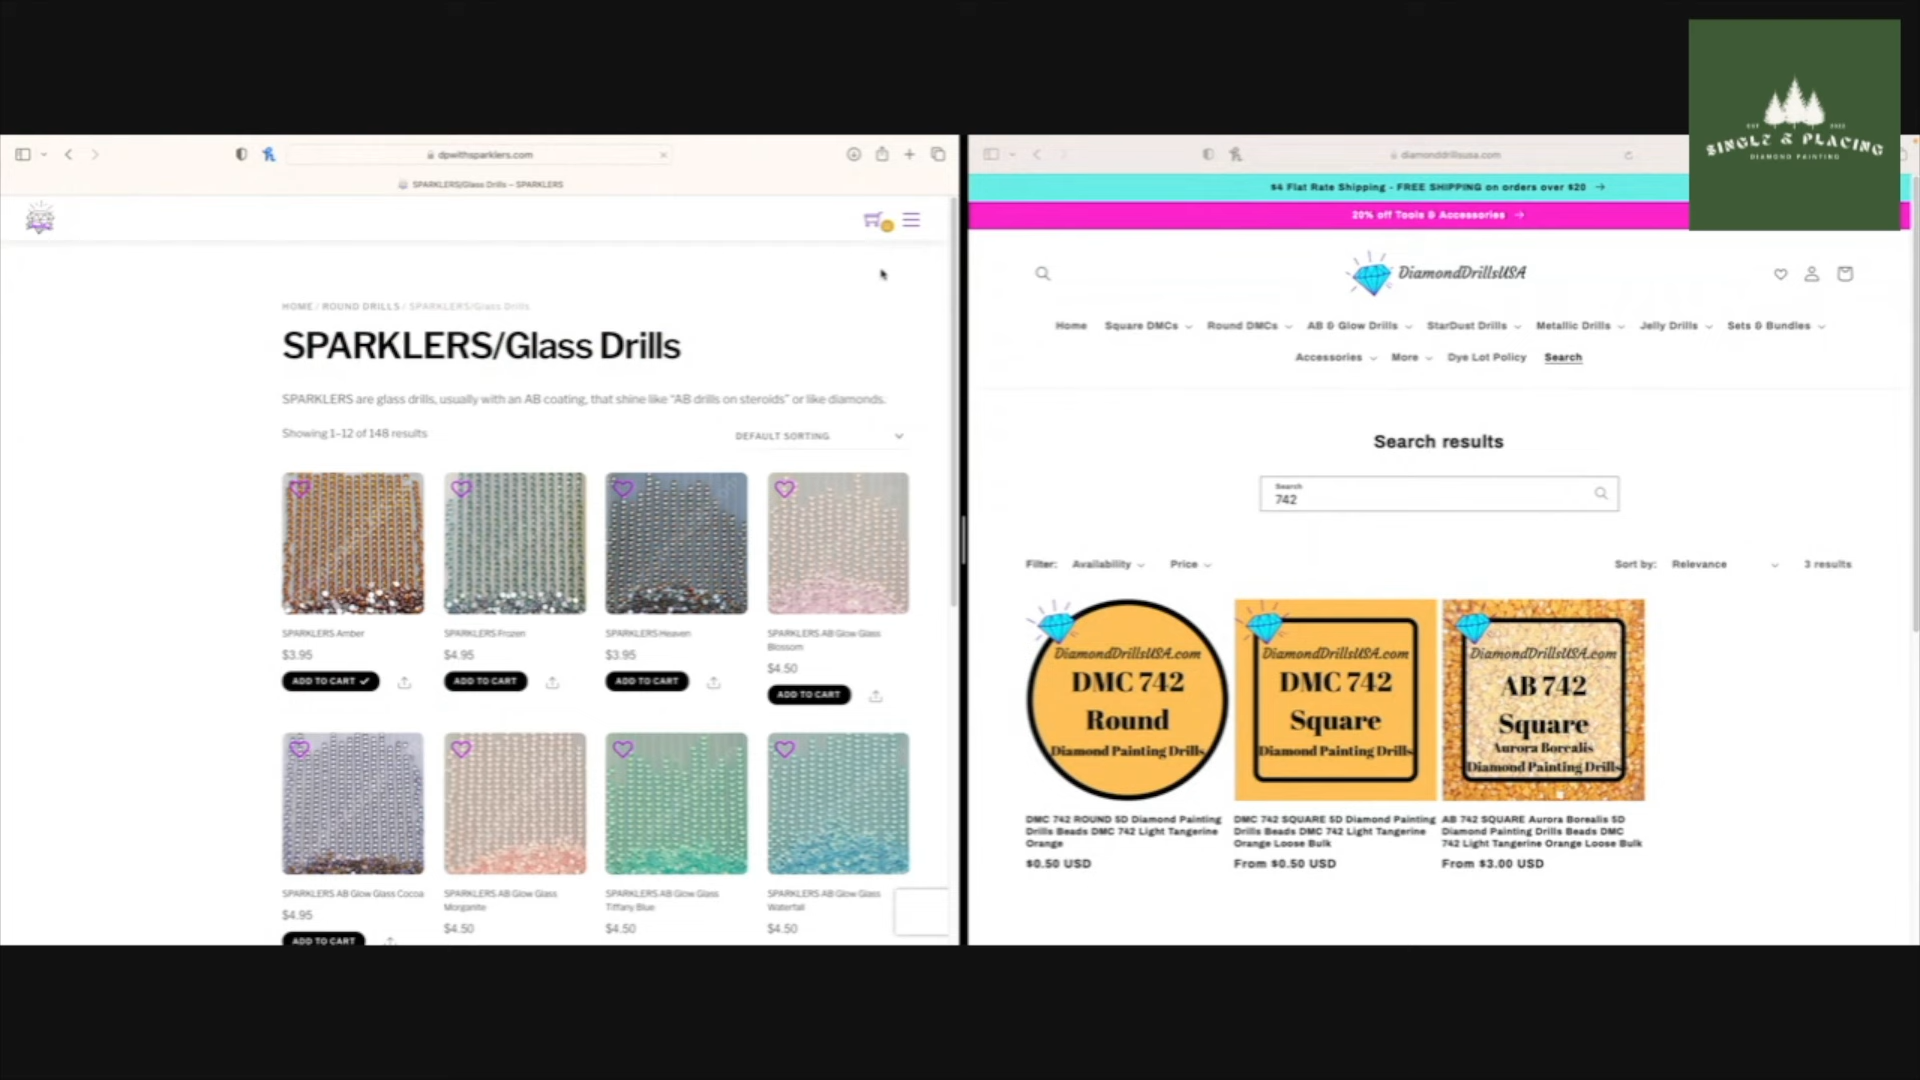 dpwithsparklers.com
SPARKLERS/Glass Drills – SPARKLERS
HOME / ROUND DRILLS / SPARKLERS/Glass Drills
SPARKLERS/Glass Drills
SPARKLERS are glass drills, usually with an AB coating, that shine like “AB drills on steroids” or like diamonds.
Showing 1–12 of 148 results
DEFAULT SORTING
SPARKLERS Amber
$3.95
ADD TO CART
SPARKLERS Frozen
$4.95
ADD TO CART
SPARKLERS Heaven
$3.95
ADD TO CART
SPARKLERS AB Glow Glass
Blossom
$4.50
ADD TO CART
SPARKLERS AB Glow Glass Cocoa
$4.95
ADD TO CART
SPARKLERS AB Glow Glass
Morganite
$4.50
SPARKLERS AB Glow Glass
Tiffany Blue
$4.50
SPARKLERS AB Glow Glass
Waterfall
$4.50
diamonddrillsusa.com
$4 Flat Rate Shipping - FREE SHIPPING on orders over $20 →
20% off Tools & Accessories →
DiamondDrillsUSA
Home Square DMCs Round DMCs AB & Glow Drills StarDust Drills Metallic Drills Jelly Drills Sets & Bundles
Accessories More Dye Lot Policy Search
Search results
Search
742
Filter: Availability Price Sort by: Relevance 3 results
DiamondDrillsUSA.com
DMC 742
Round
Diamond Painting Drills
DMC 742 ROUND 5D Diamond Painting
Drills Beads DMC 742 Light Tangerine
Orange
$0.50 USD
DiamondDrillsUSA.com
DMC 742
Square
Diamond Painting Drills
DMC 742 SQUARE 5D Diamond Painting
Drills Beads DMC 742 Light Tangerine
Orange Loose Bulk
From $0.50 USD
DiamondDrillsUSA.com
AB 742
Square
Aurora Borealis
Diamond Painting Drills
AB 742 SQUARE Aurora Borealis 5D
Diamond Painting Drills Beads DMC
742 Light Tangerine Orange Loose Bulk
From $3.00 USD
SINGLE & PLACING
DIAMOND PAINTING